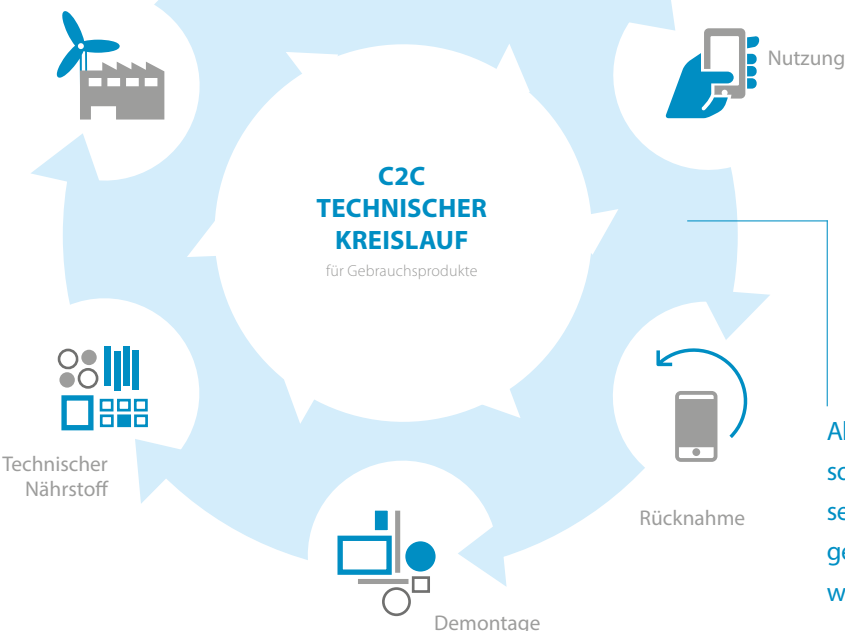 Nutzung
C2C
TECHNISCHER
KREISLAUF
für Gebrauchsprodukte
Technischer
Nährstoff
Rücknahme
Demontage